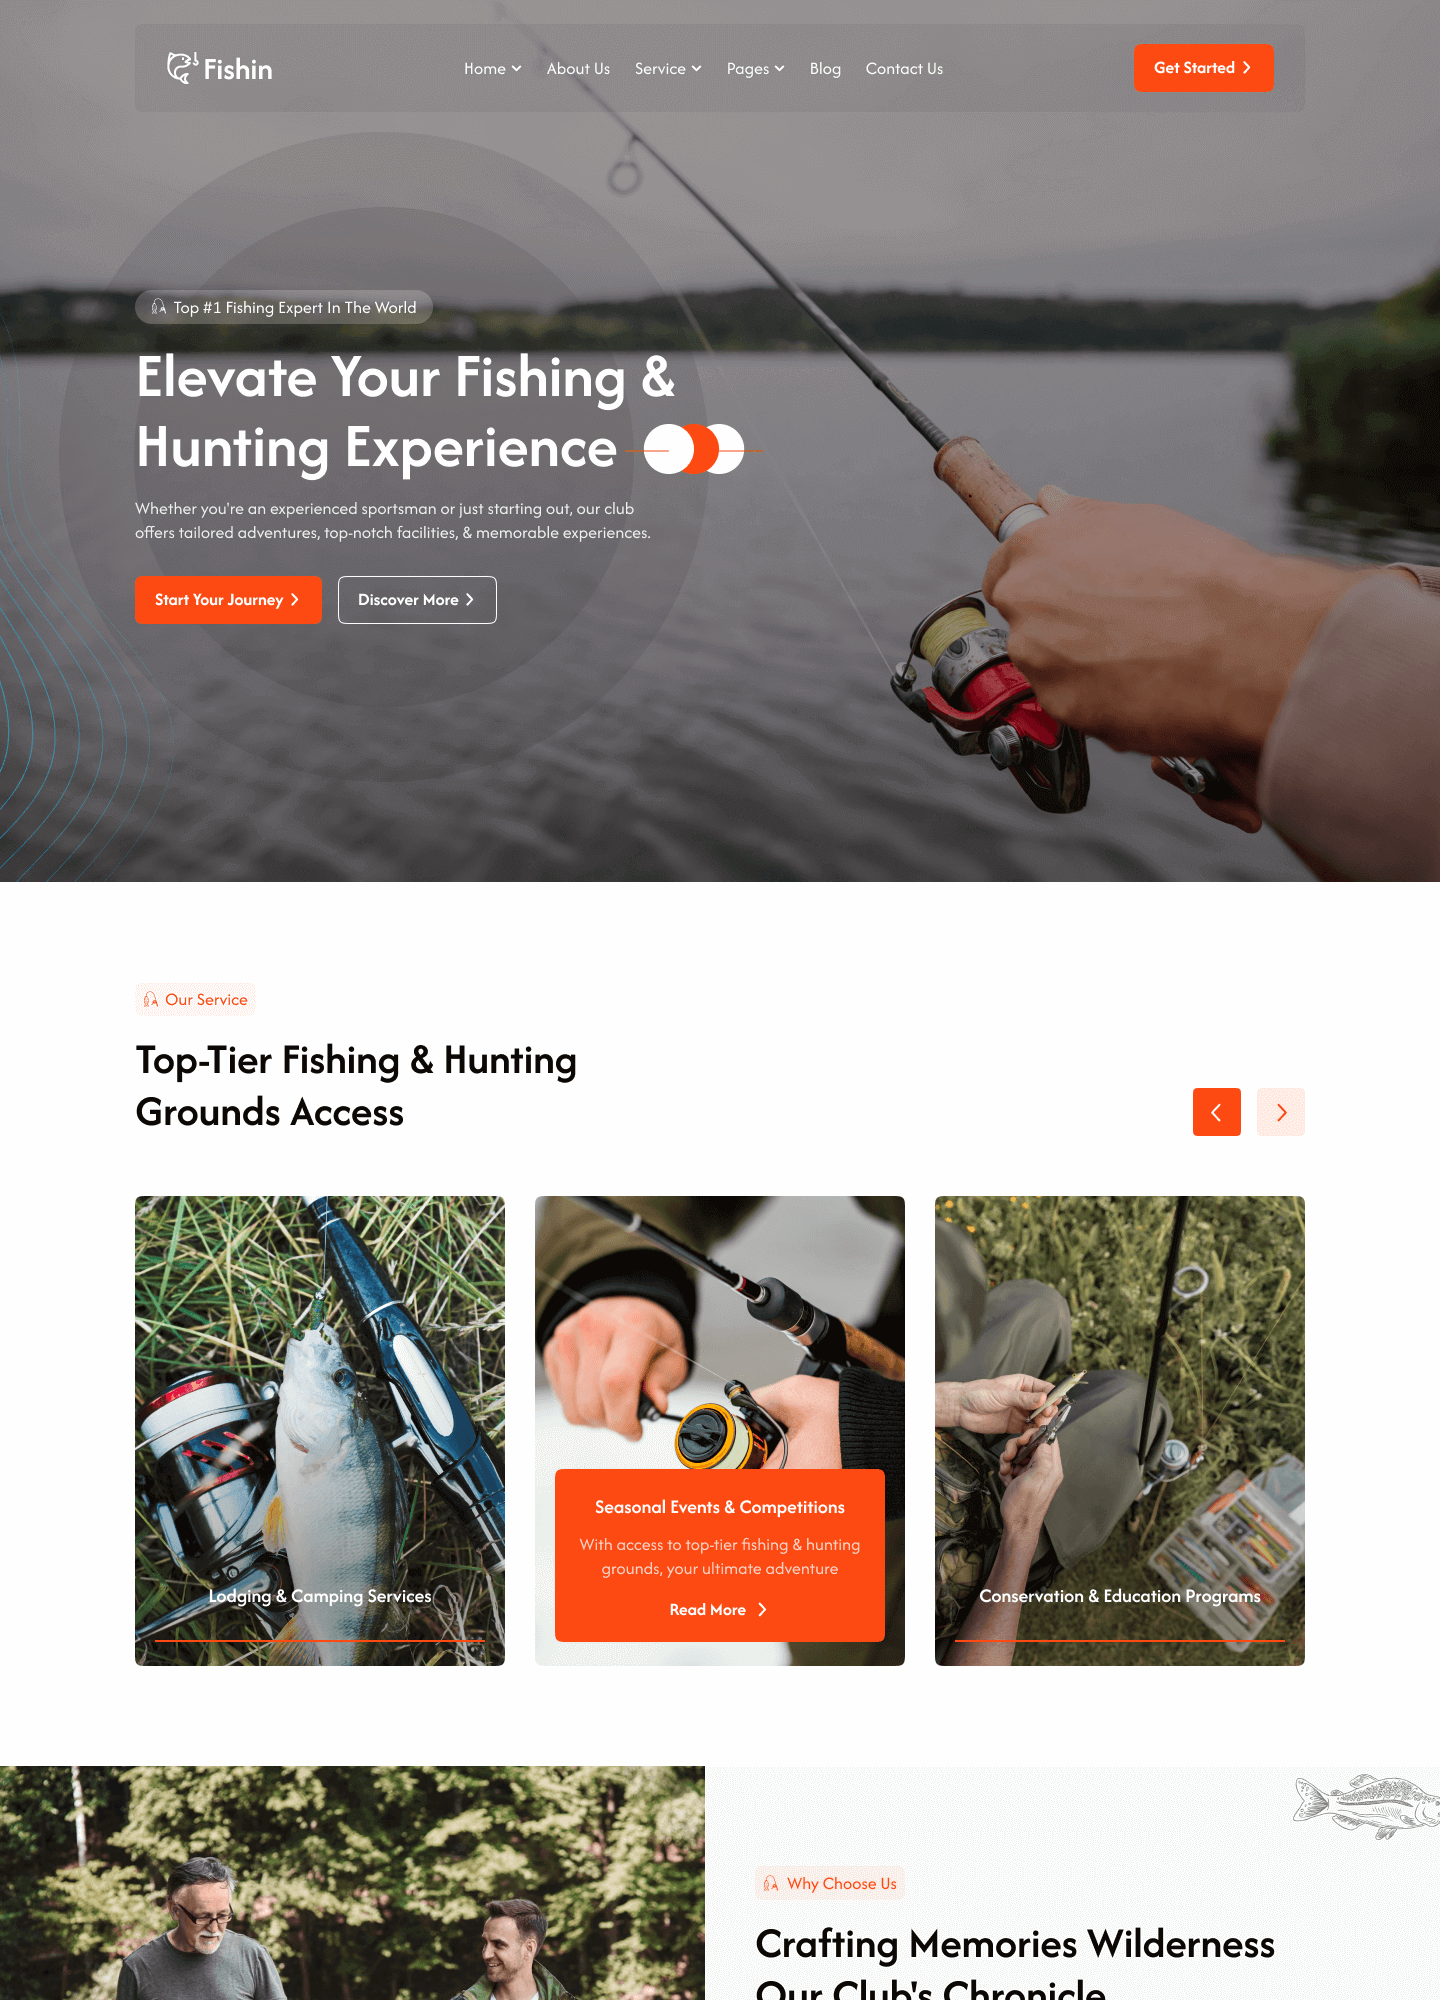 Fishin
Home
About Us
Service
Pages
Blog
Contact Us
Get Started
Top #1 Fishing Expert In The World
Elevate Your Fishing &
Hunting Experience
Whether you're an experienced sportsman or just starting out, our club
offers tailored adventures, top-notch facilities, & memorable experiences.
Start Your Journey
Discover More
Our Service
Top-Tier Fishing & Hunting
Grounds Access
Lodging & Camping Services
Seasonal Events & Competitions
With access to top-tier fishing & hunting
grounds, your ultimate adventure
Read More
Conservation & Education Programs
Why Choose Us
Crafting Memories Wilderness
Our Club's Chronicle